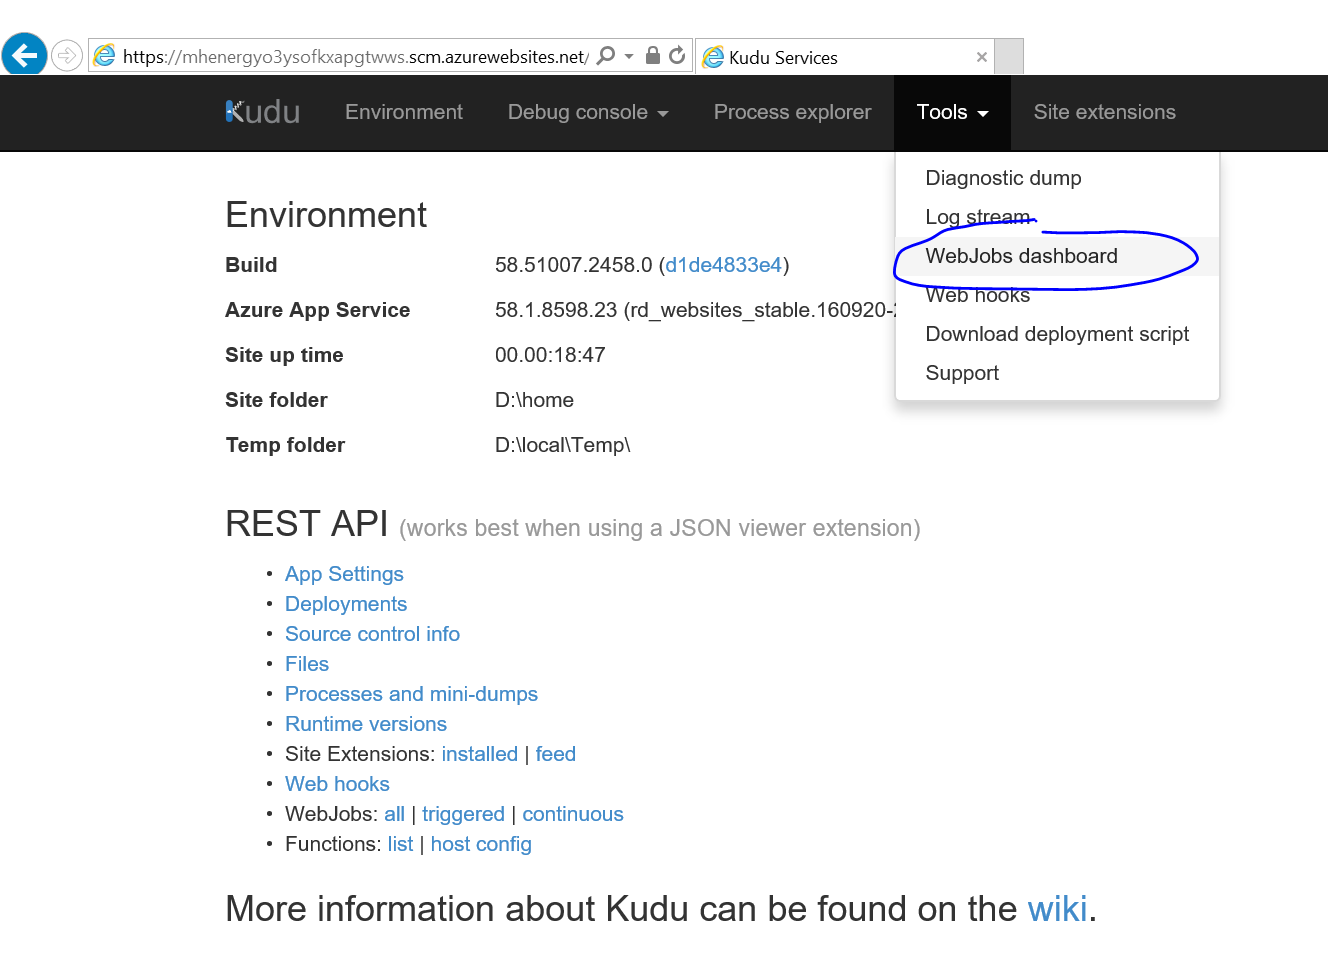 https://mhenergyo3ysofkxapgtwws.scm.azurewebsites.net/ Kudu Services
Kudu Environment Debug console Process explorer Tools Site extensions
Diagnostic dump
Log stream
WebJobs dashboard
Web hooks
Download deployment script
Support
Environment
Build 58.51007.2458.0 (d1de4833e4)
Azure App Service 58.1.8598.23 (rd_websites_stable.160920-
Site up time 00.00:18:47
Site folder D:\home
Temp folder D:\local\Temp\
REST API (works best when using a JSON viewer extension)
• App Settings
• Deployments
• Source control info
• Files
• Processes and mini-dumps
• Runtime versions
• Site Extensions: installed | feed
• Web hooks
• WebJobs: all | triggered | continuous
• Functions: list | host config
More information about Kudu can be found on the wiki.